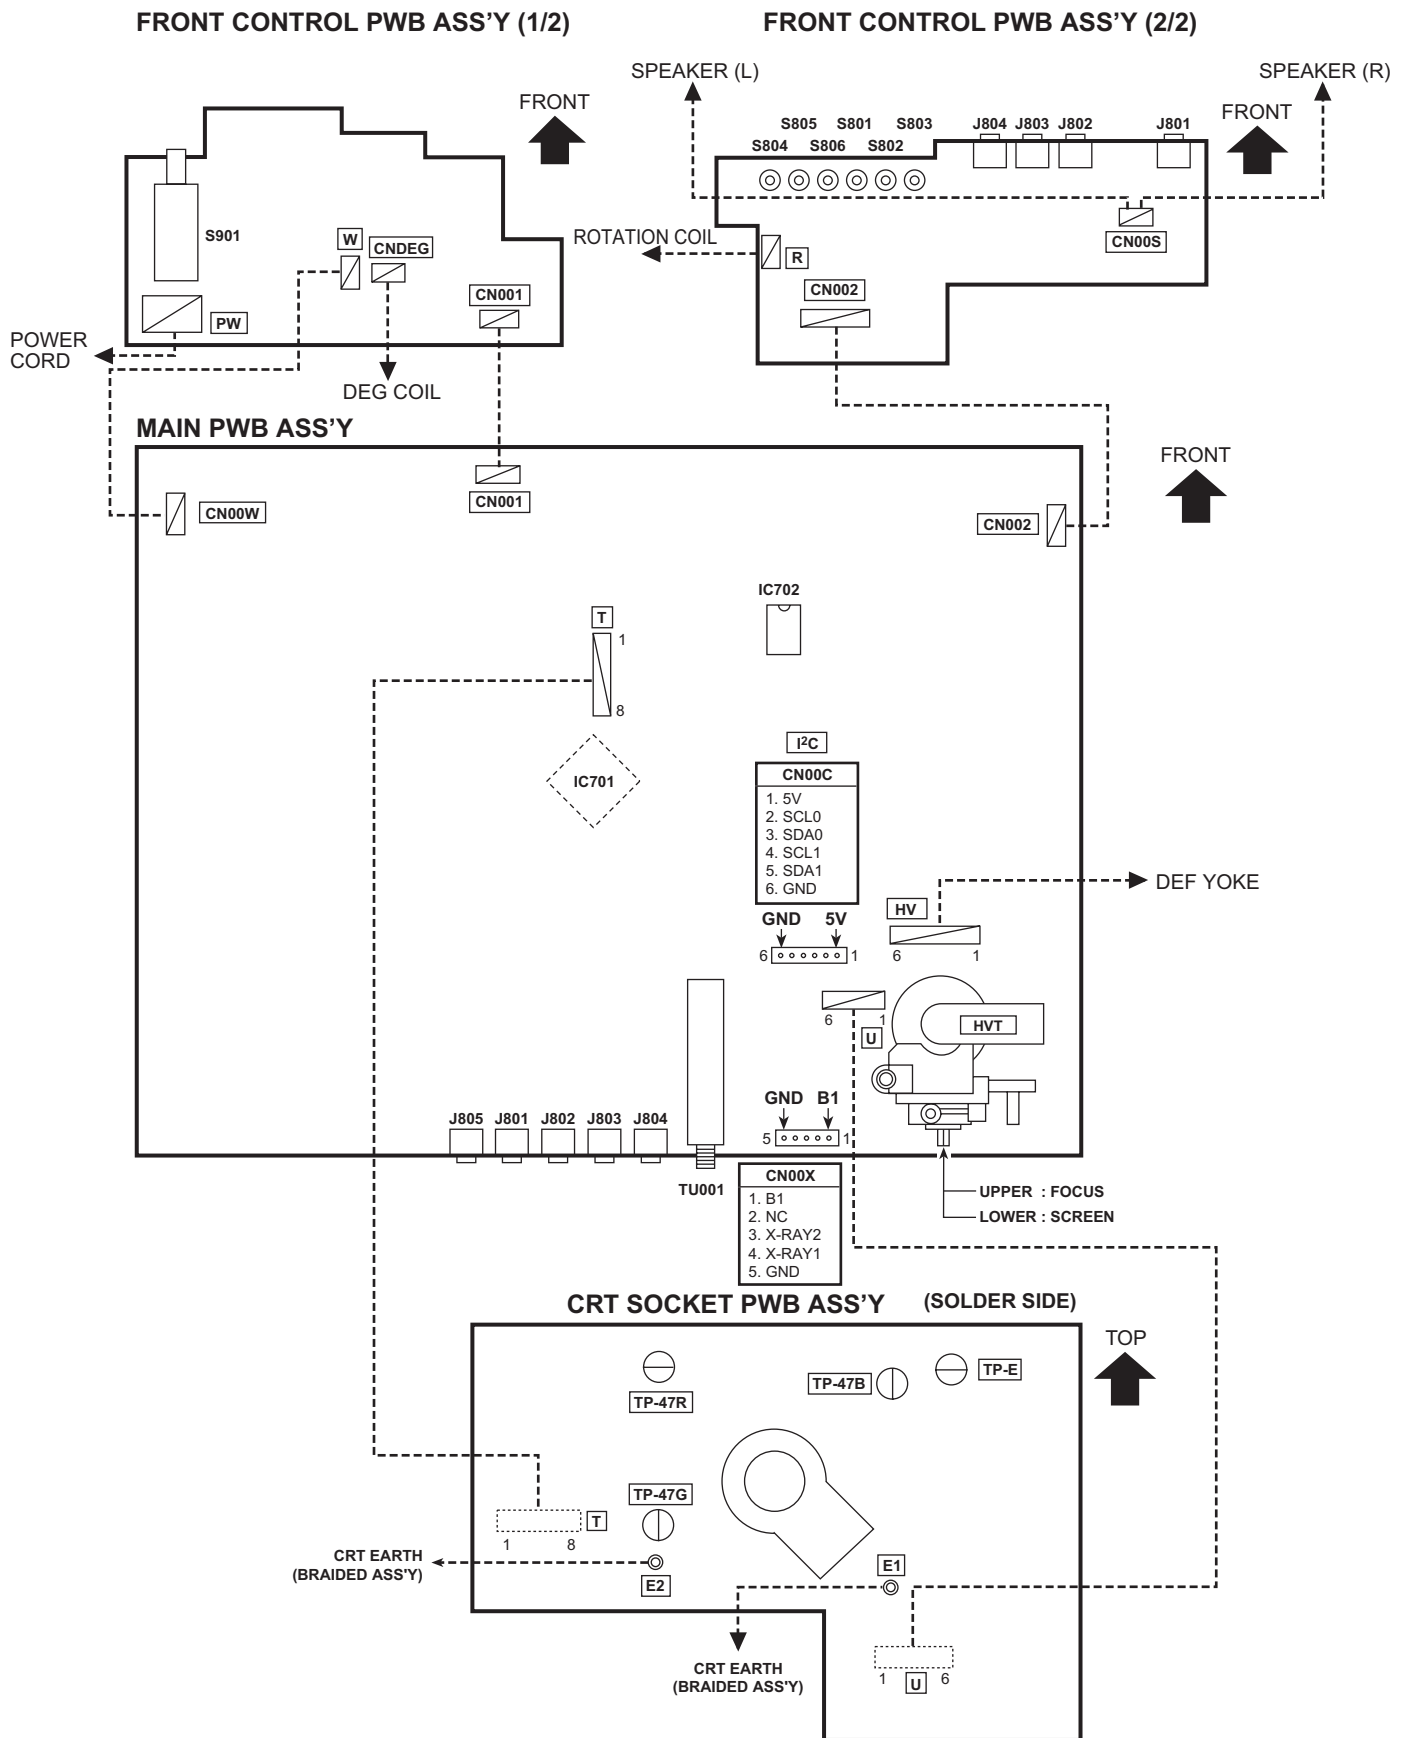 FRONT CONTROL PWB ASS'Y (1/2)
FRONT CONTROL PWB ASS'Y (2/2)
SPEAKER (L)
SPEAKER (R)
FRONT
FRONT
S805 S801 S803
J804 J803 J802
J801
S804 S806 S802
S901
W
CNDEG
ROTATION COIL
R
CN00S
CN001
CN002
PW
POWER
CORD
DEG COIL
MAIN PWB ASS'Y
FRONT
CN00W
CN001
CN002
IC702
T
1
8
I²C
IC701
CN00C
1. 5V
2. SCL0
3. SDA0
4. SCL1
5. SDA1
6. GND
DEF YOKE
HV
GND 5V
6 1
6 1
6 1
HVT
U
GND B1
J805 J801 J802 J803 J804
5 1
TU001
CN00X
1. B1
2. NC
3. X-RAY2
4. X-RAY1
5. GND
UPPER : FOCUS
LOWER : SCREEN
CRT SOCKET PWB ASS'Y
(SOLDER SIDE)
TOP
TP-E
TP-47B
TP-47R
TP-47G
T
1 8
CRT EARTH
(BRAIDED ASS'Y)
E1
E2
CRT EARTH
(BRAIDED ASS'Y)
1 U 6